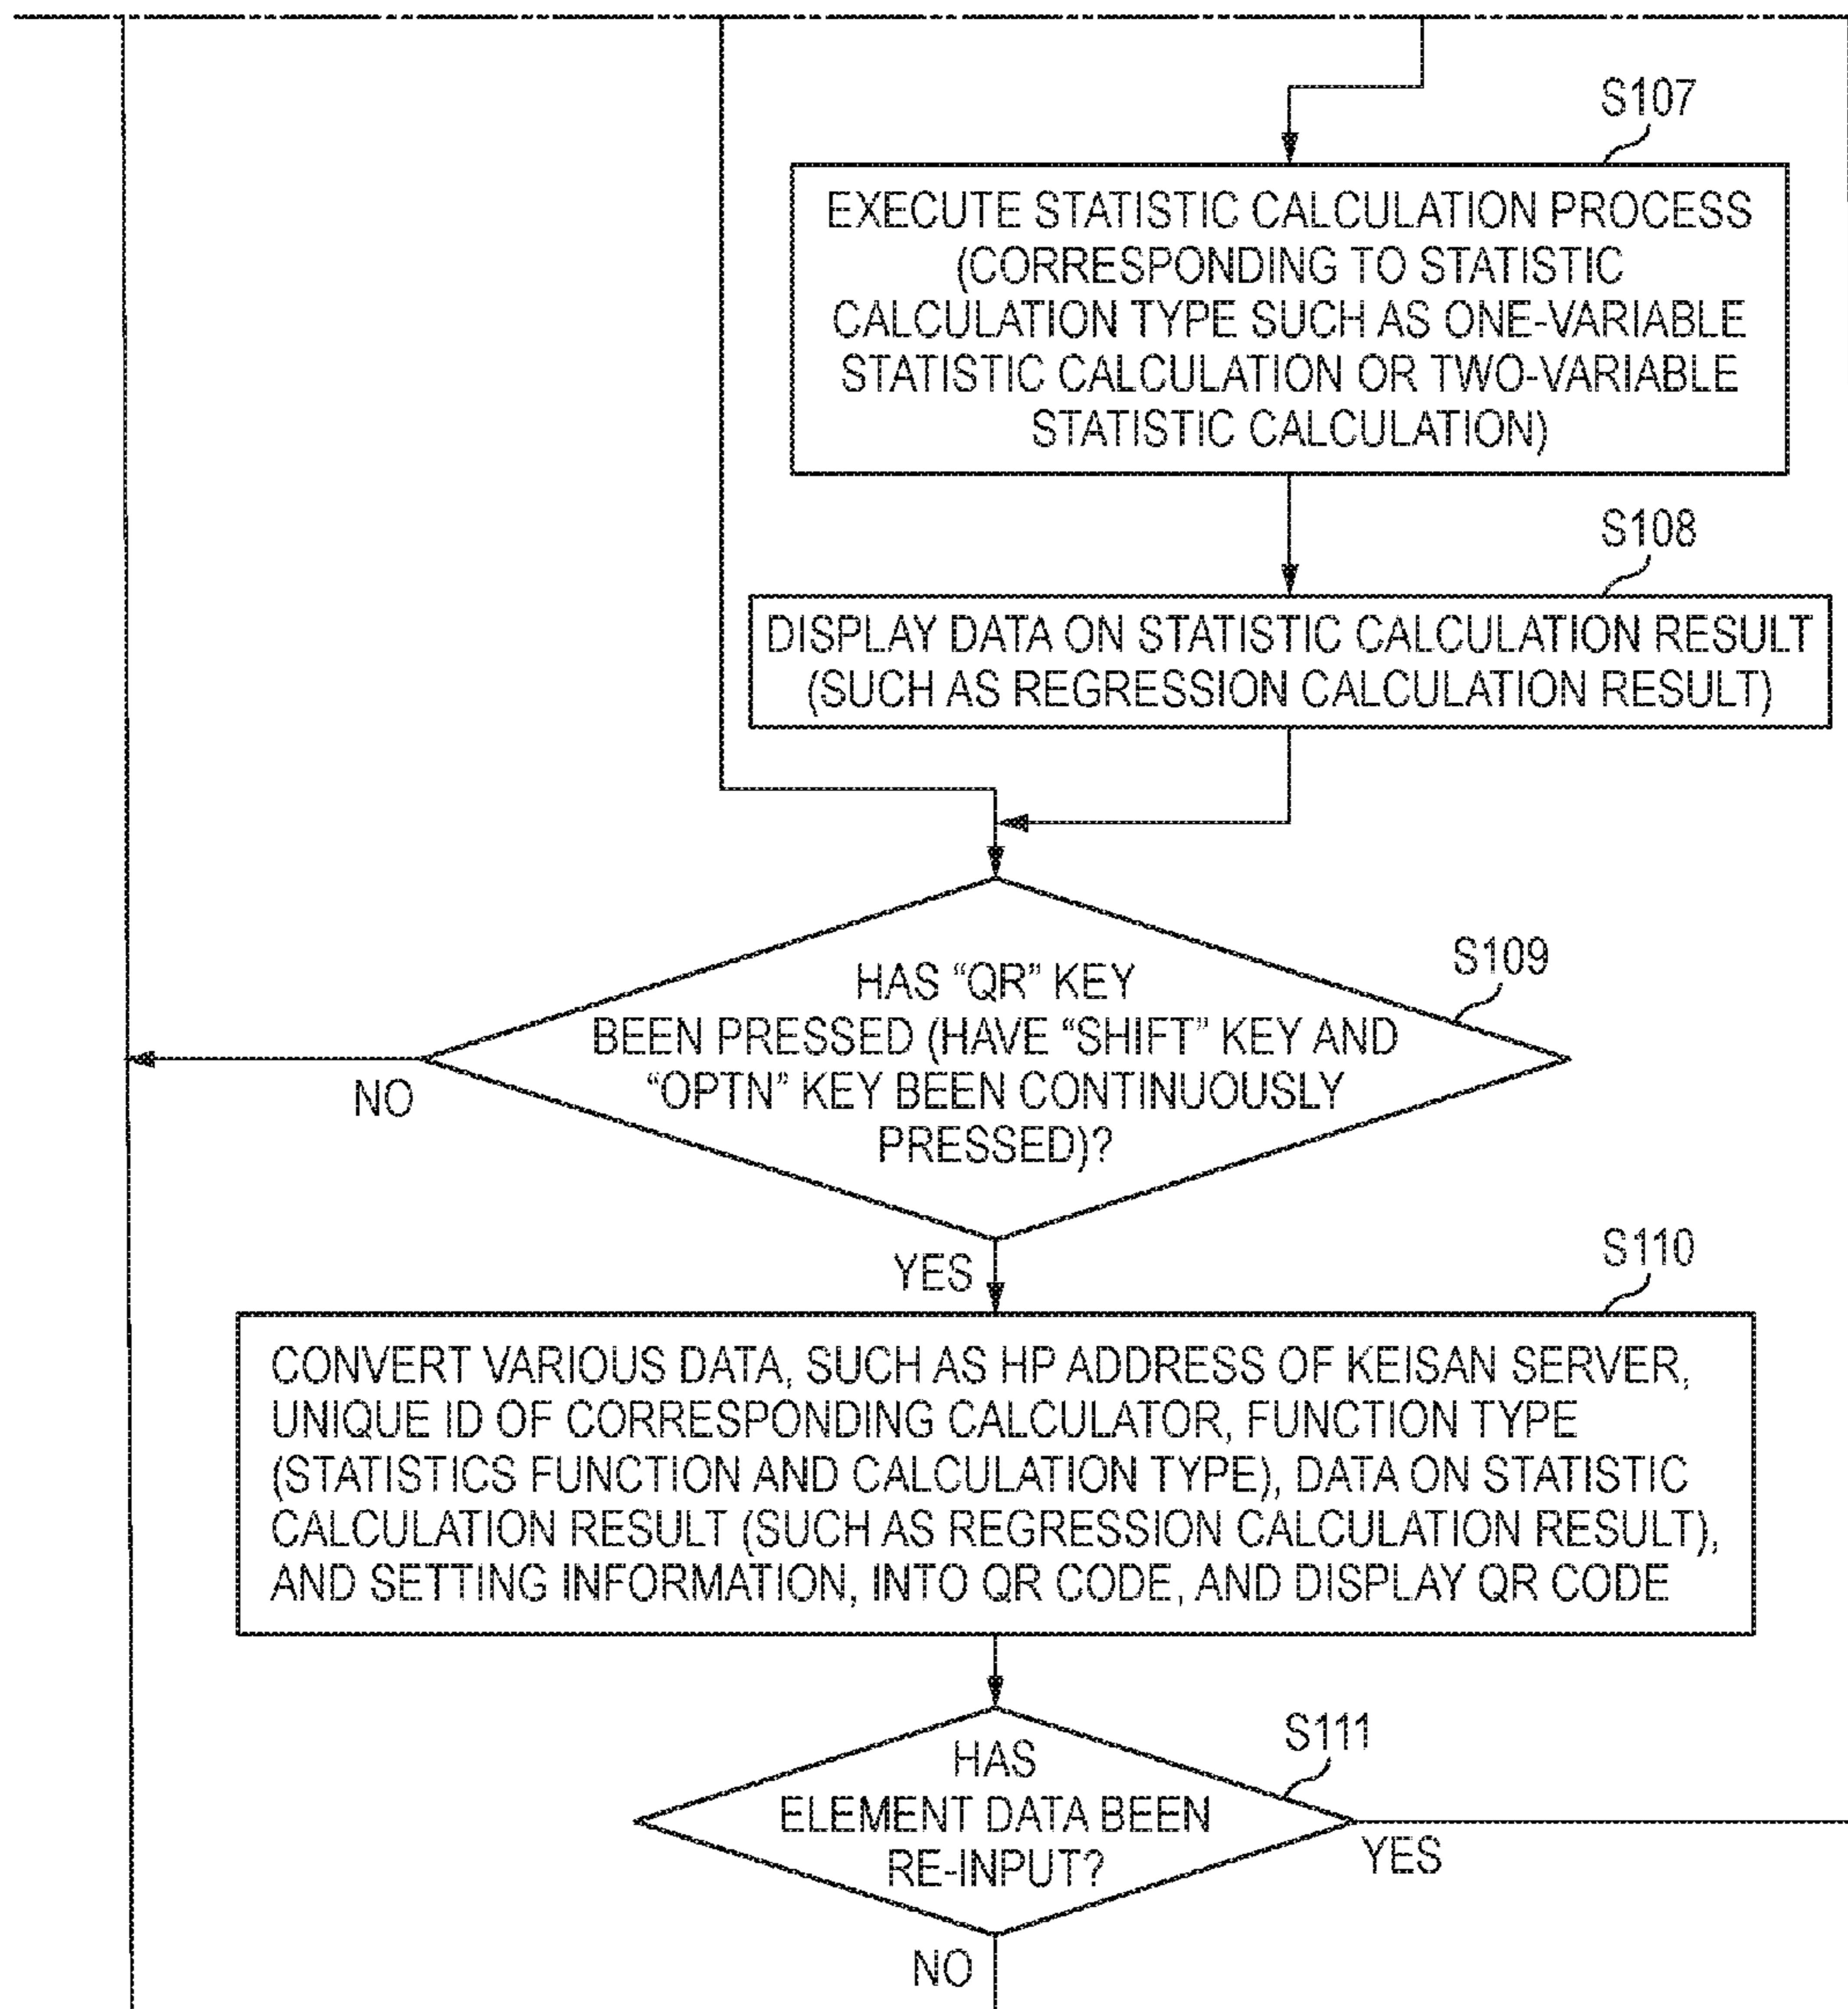 S107
EXECUTE STATISTIC CALCULATION PROCESS
(CORRESPONDING TO STATISTIC
CALCULATION TYPE SUCH AS ONE-VARIABLE
STATISTIC CALCULATION OR TWO-VARIABLE
STATISTIC CALCULATION)
S108
DISPLAY DATA ON STATISTIC CALCULATION RESULT
(SUCH AS REGRESSION CALCULATION RESULT)
S109
HAS “QR” KEY
BEEN PRESSED (HAVE “SHIFT” KEY AND
“OPTN” KEY BEEN CONTINUOUSLY
PRESSED)?
NO
YES
S110
CONVERT VARIOUS DATA, SUCH AS HP ADDRESS OF KEISAN SERVER,
UNIQUE ID OF CORRESPONDING CALCULATOR, FUNCTION TYPE
(STATISTICS FUNCTION AND CALCULATION TYPE), DATA ON STATISTIC
CALCULATION RESULT (SUCH AS REGRESSION CALCULATION RESULT),
AND SETTING INFORMATION, INTO QR CODE, AND DISPLAY QR CODE
S111
HAS
ELEMENT DATA BEEN
RE-INPUT?
YES
NO